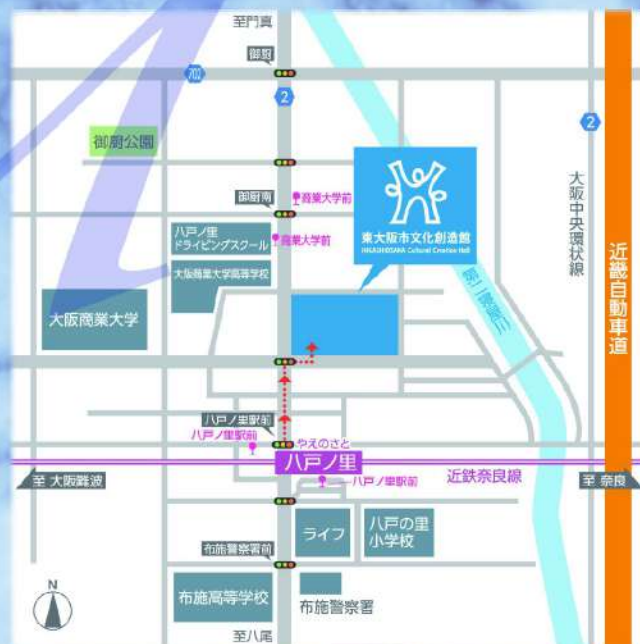 至門真
御厨
702
2
2
御厨公園
御厨南
商業大学前
東大阪市文化創造館
HIGASHIOSAKA Cultural Creative Hall
大阪中央環状線
八戸ノ里
ドライビングスクール
商業大学前
近畿自動車道
大阪商業大学高等学校
第二寝屋川
大阪商業大学
八戸ノ里駅前
八戸ノ里駅前
やえのさと
八戸ノ里
近鉄奈良線
至 大阪難波
八戸ノ里駅前
至 奈良
ライフ
八戸の里
小学校
布施警察署前
N
布施高等学校
布施警察署
至八尾